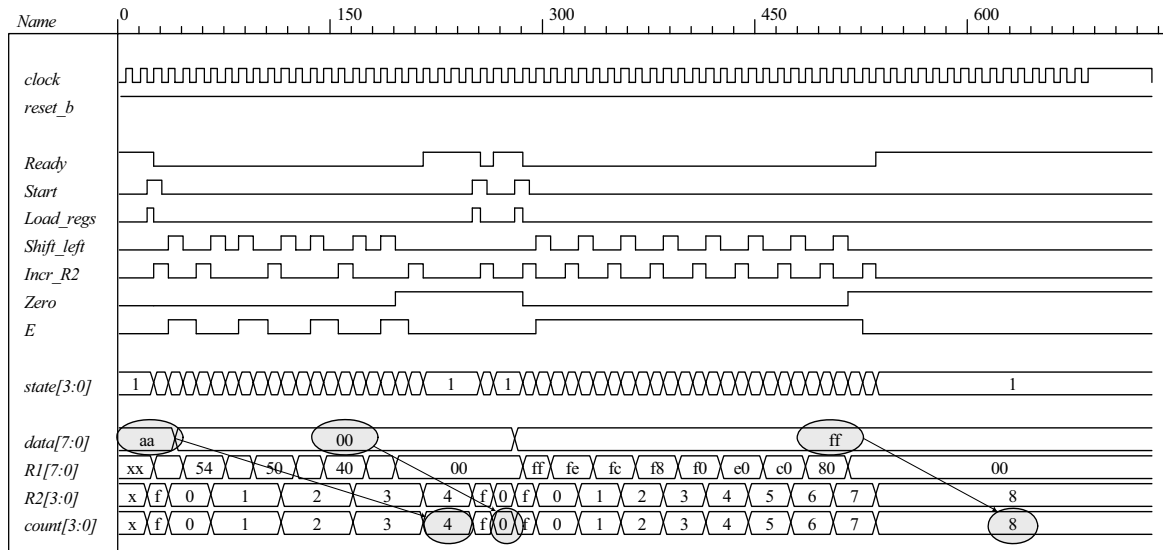 Name 0 150 300 450 600
clock
reset_b
Ready
Start
Load_regs
Shift_left
Incr_R2
Zero
E
state[3:0] 1 1 1 1
data[7:0] aa 00 ff
R1[7:0] xx 54 50 40 00 ff fe fc f8 f0 e0 c0 80 00
R2[3:0] x f 0 1 2 3 4 f 0 f 0 1 2 3 4 5 6 7 8
count[3:0] x f 0 1 2 3 4 f 0 f 0 1 2 3 4 5 6 7 8